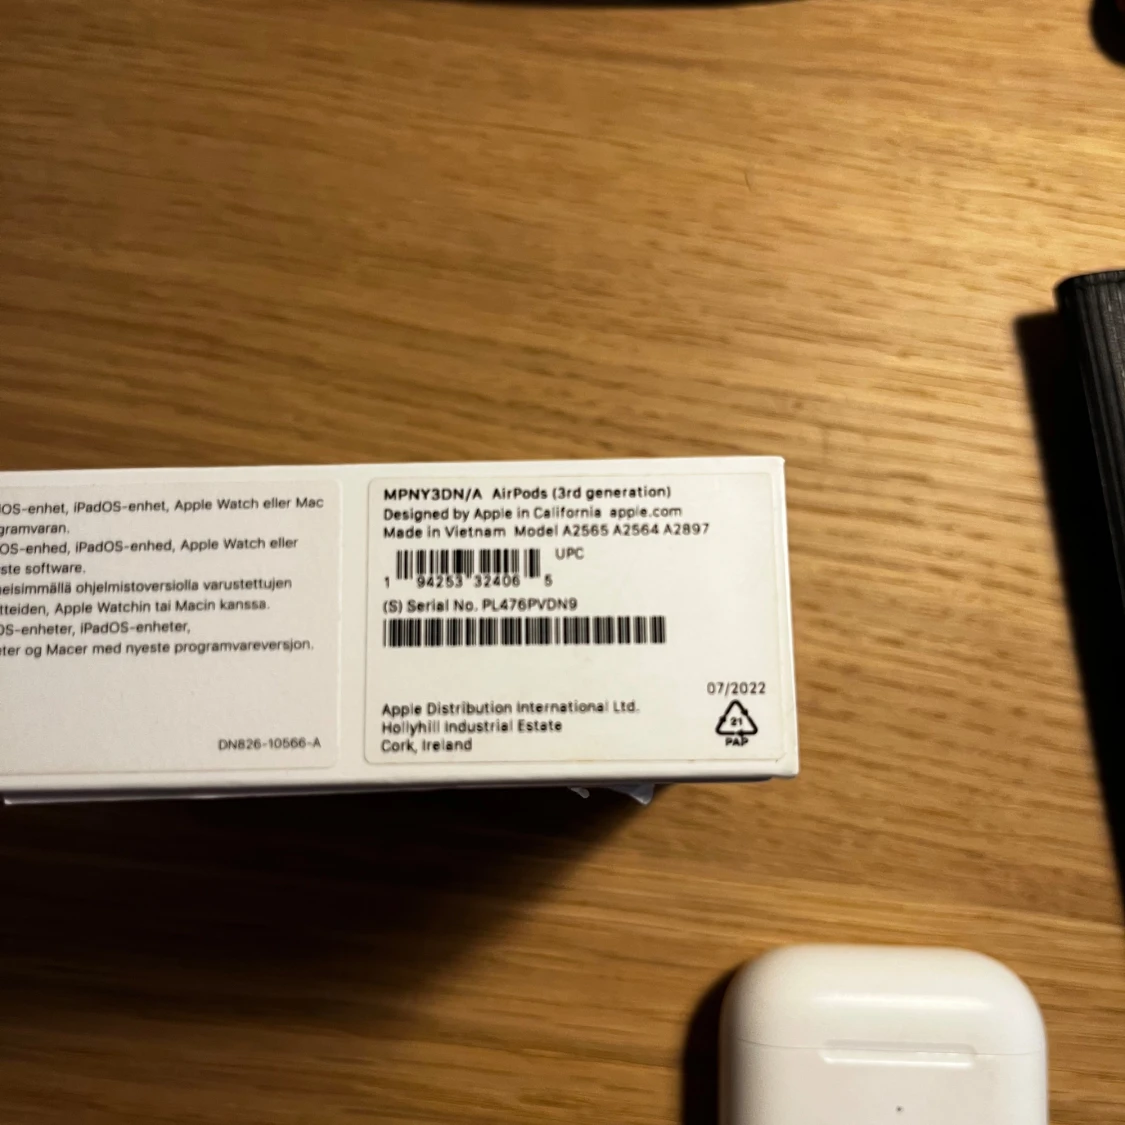 OS-enhet, iPadOS-enhet, Apple Watch eller Mac
gramvaran.
OS-enhed, iPadOS-enhed, Apple Watch eller
ste software.
eisimmällä ohjelmistoversiolla varustettujen
tteiden, Apple Watchin tai Macin kanssa.
OS-enheter, iPadOS-enheter,
eter og Macer med nyeste programvareversjon.
DN826-10566-A
MPNY3DN/A AirPods (3rd generation)
Designed by Apple in California apple.com
Made in Vietnam Model A2565 A2564 A2897
UPC
1 94253 32406 5
(S) Serial No. PL476PVDN9
07/2022
Apple Distribution International Ltd.
Hollyhill Industrial Estate
Cork, Ireland
21
PAP